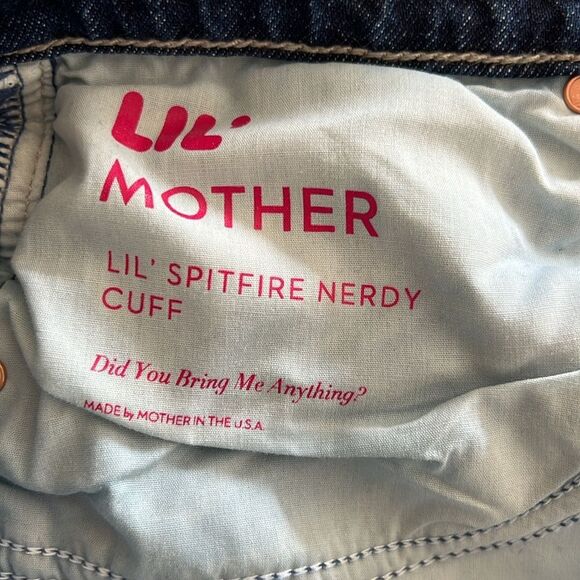 LIL'
MOTHER
LIL' SPITFIRE NERDY
CUFF
Did You Bring Me Anything?
MADE by MOTHER IN THE U.S.A.